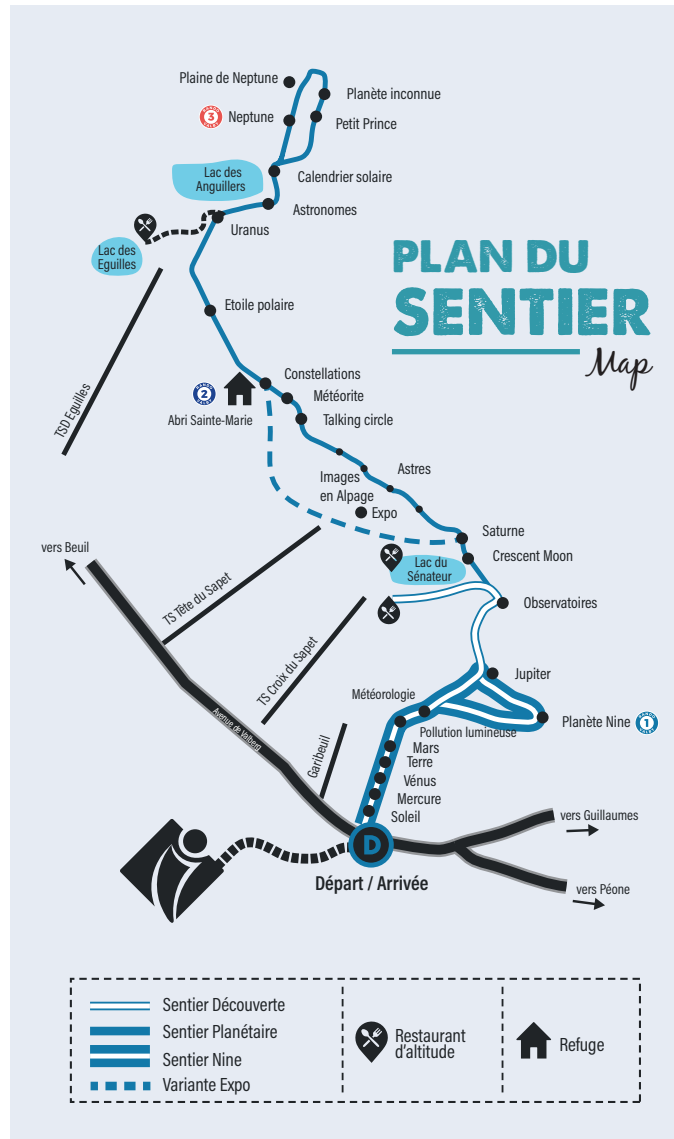 PLAN DU
SENTIER
Map
Plaine de Neptune
Planète inconnue
3
Neptune
Petit Prince
Lac des
Anguillers
Calendrier solaire
Astronomes
Uranus
Lac des
Eguilles
Etoile polaire
TSD Eguilles
Constellations
2
Météorite
Abri Sainte-Marie
Talking circle
Astres
Images
en Alpage
Expo
Saturne
vers Beuil
Crescent Moon
Lac du
Sénateur
TS Tête du Sapet
Observatoires
TS Croix du Sapet
Jupiter
Météorologie
Planète Nine
1
Pollution lumineuse
Avenue de Valberg
Mars
Garibeuil
Terre
Vénus
Mercure
Soleil
vers Guillaumes
D
Départ / Arrivée
vers Péone
Sentier Découverte
Sentier Planétaire
Sentier Nine
Variante Expo
Restaurant
d'altitude
Refuge